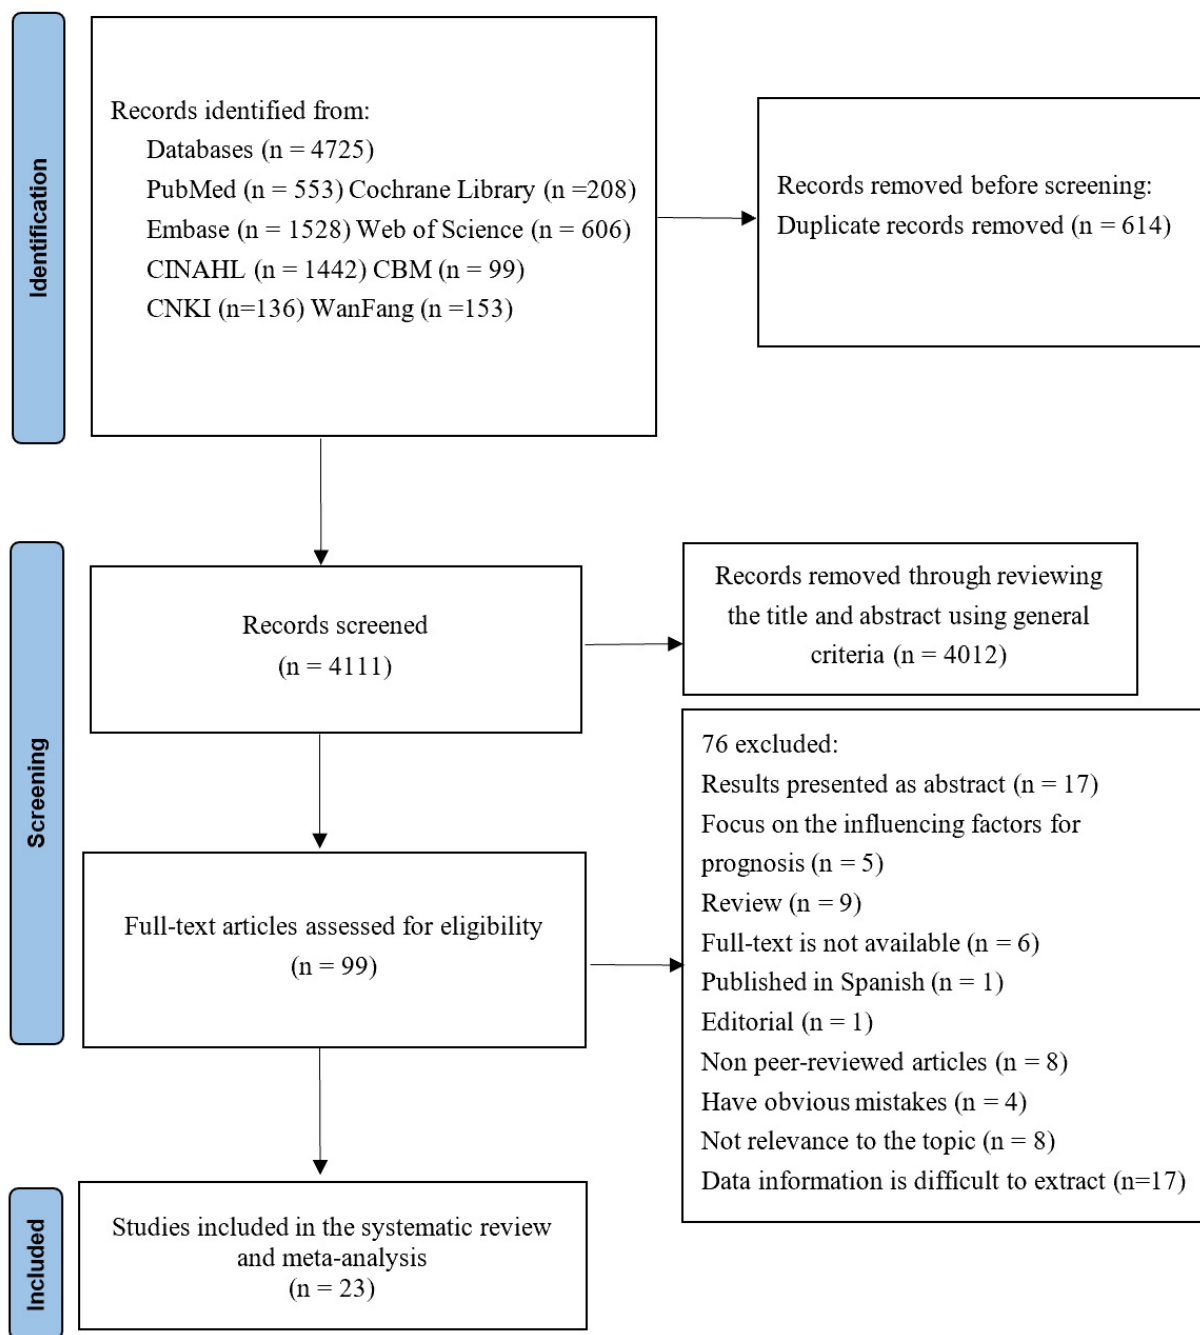 Identification
Records identified from:
Databases (n = 4725)
PubMed (n = 553) Cochrane Library (n =208)
Embase (n = 1528) Web of Science (n = 606)
CINAHL (n = 1442) CBM (n = 99)
CNKI (n=136) WanFang (n =153)
Records removed before screening:
Duplicate records removed (n = 614)
Screening
Records screened
(n = 4111)
Records removed through reviewing
the title and abstract using general
criteria (n = 4012)
Full-text articles assessed for eligibility
(n = 99)
76 excluded:
Results presented as abstract (n = 17)
Focus on the influencing factors for
prognosis (n = 5)
Review (n = 9)
Full-text is not available (n = 6)
Published in Spanish (n = 1)
Editorial (n = 1)
Non peer-reviewed articles (n = 8)
Have obvious mistakes (n = 4)
Not relevance to the topic (n = 8)
Data information is difficult to extract (n=17)
Included
Studies included in the systematic review
and meta-analysis
(n = 23)